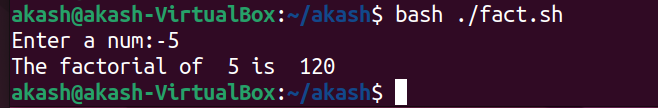 akash@akash-VirtualBox:~/akash$ bash ./fact.sh
Enter a num:-5
The factorial of  5 is  120
akash@akash-VirtualBox:~/akash$